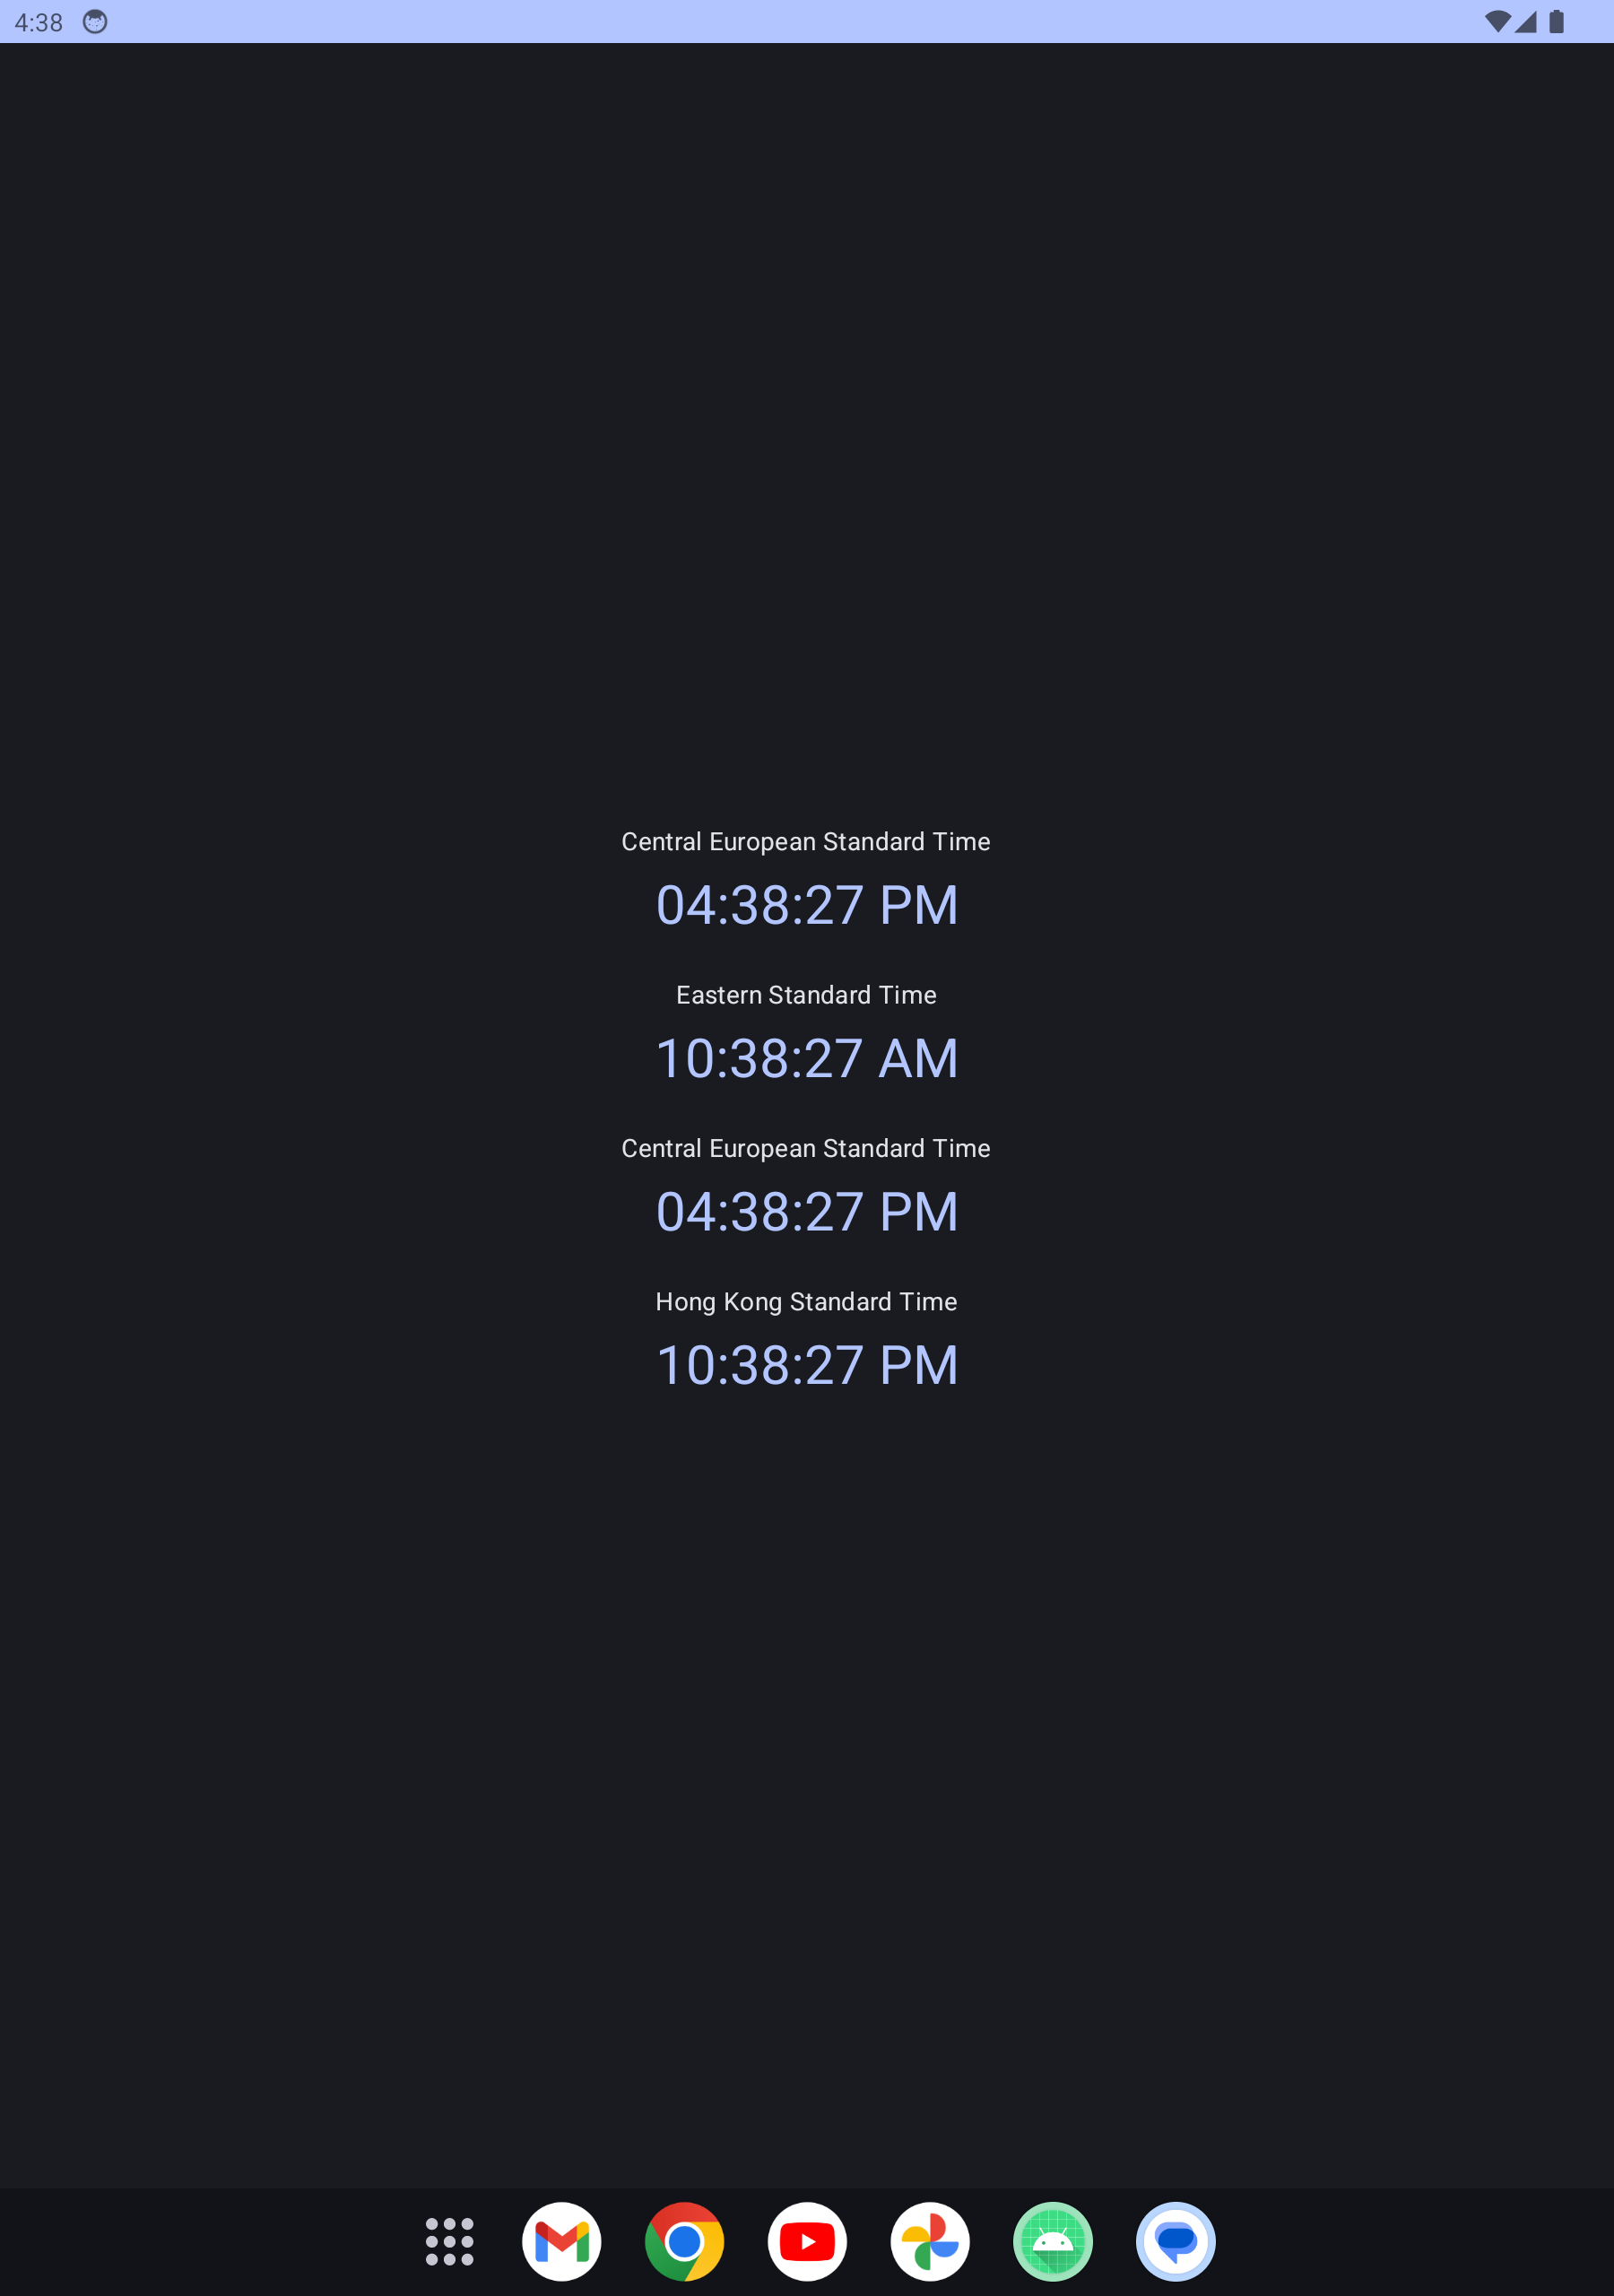 4:38
Central European Standard Time
04:38:27 PM
Eastern Standard Time
10:38:27 AM
Central European Standard Time
04:38:27 PM
Hong Kong Standard Time
10:38:27 PM